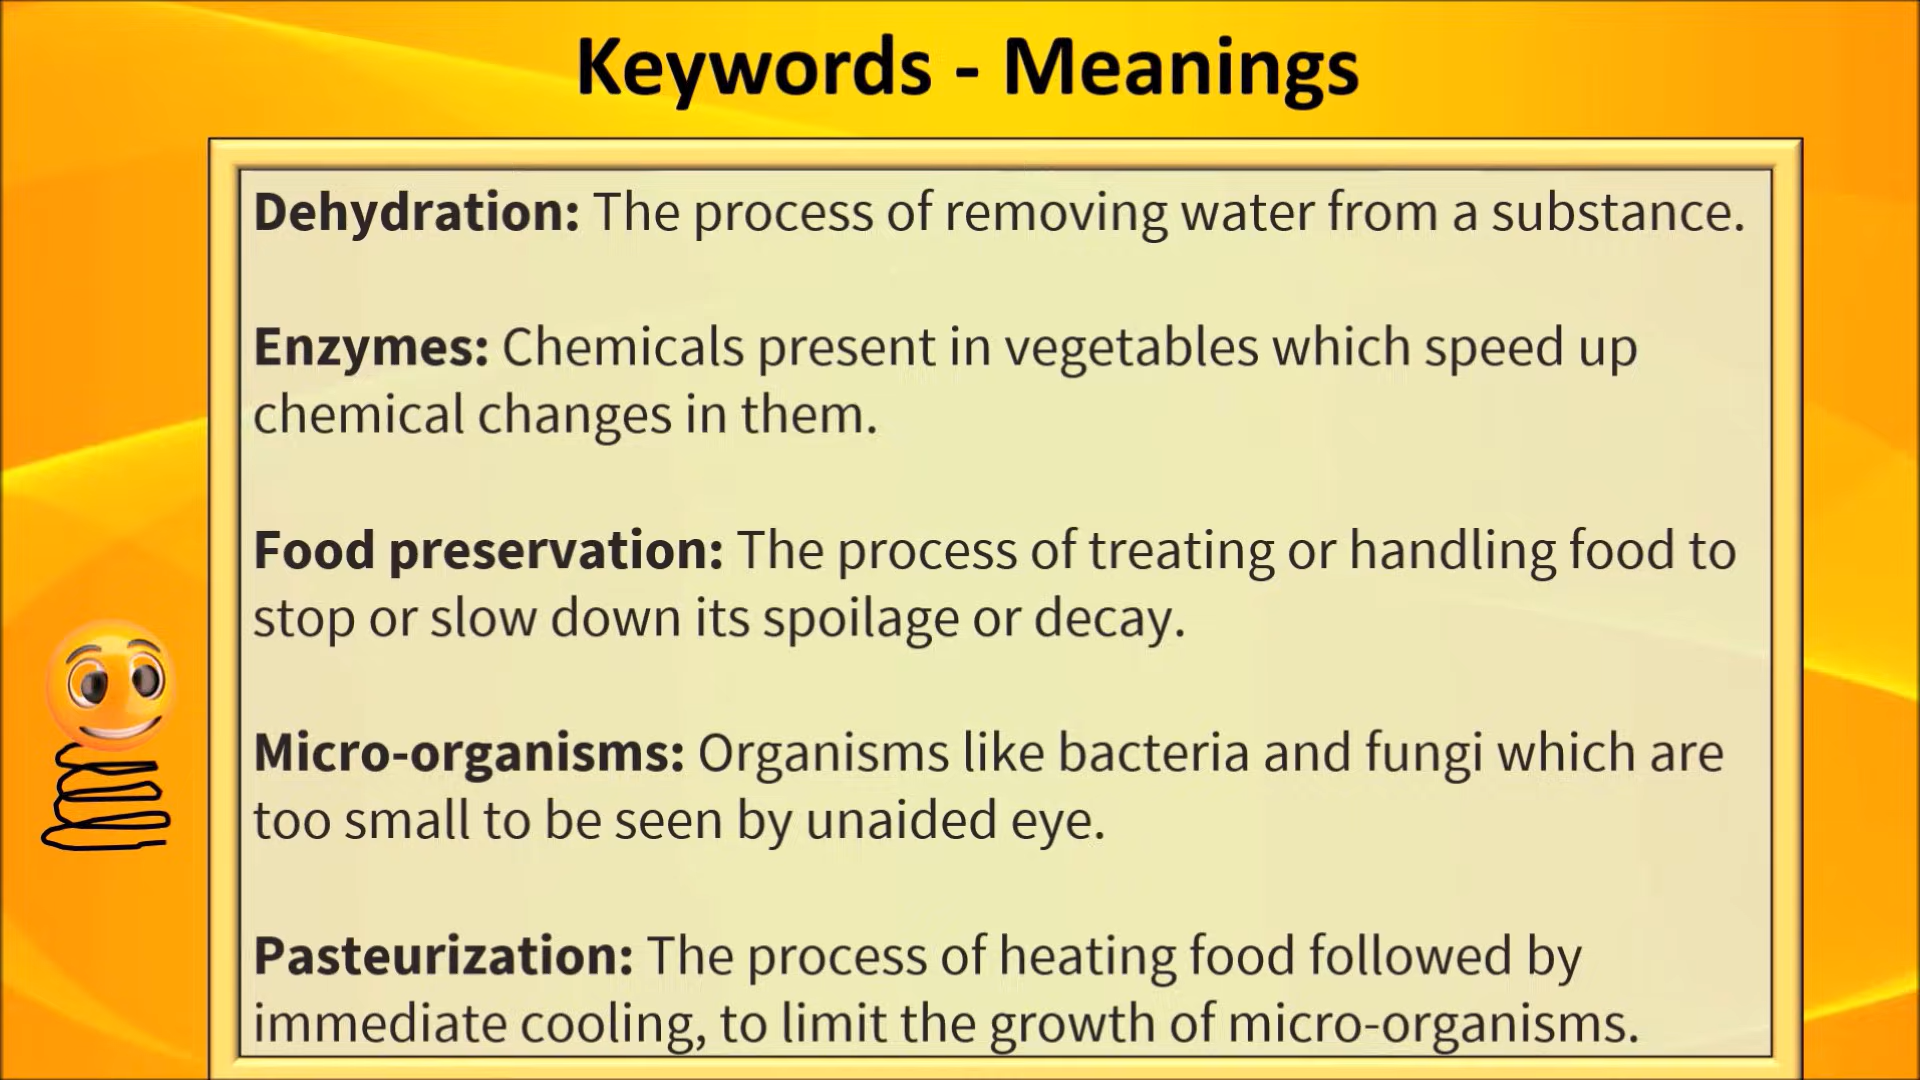 Keywords - Meanings
Dehydration: The process of removing water from a substance.
Enzymes: Chemicals present in vegetables which speed up
chemical changes in them.
Food preservation: The process of treating or handling food to
stop or slow down its spoilage or decay.
Micro-organisms: Organisms like bacteria and fungi which are
too small to be seen by unaided eye.
Pasteurization: The process of heating food followed by
immediate cooling, to limit the growth of micro-organisms.